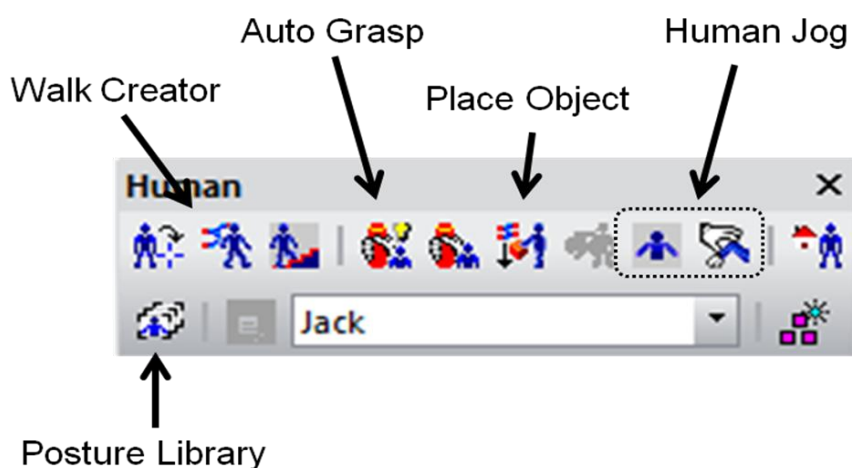 Auto Grasp
Human Jog
Walk Creator
Place Object
Human
Jack
Posture Library